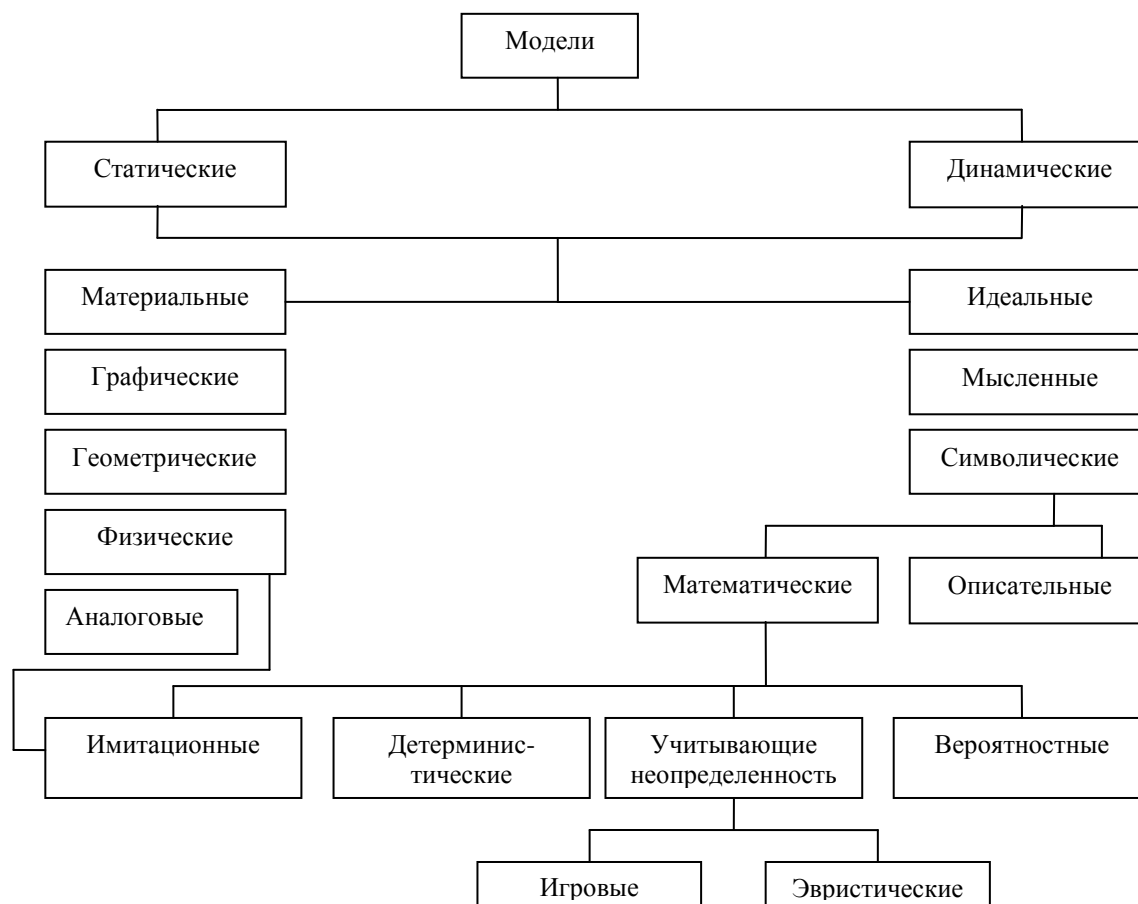 Модели
Статические
Динамические
Материальные
Идеальные
Графические
Мысленные
Геометрические
Символические
Физические
Математические
Описательные
Аналоговые
Имитационные
Детерминис-
тические
Учитывающие
неопределенность
Вероятностные
Игровые
Эвристические